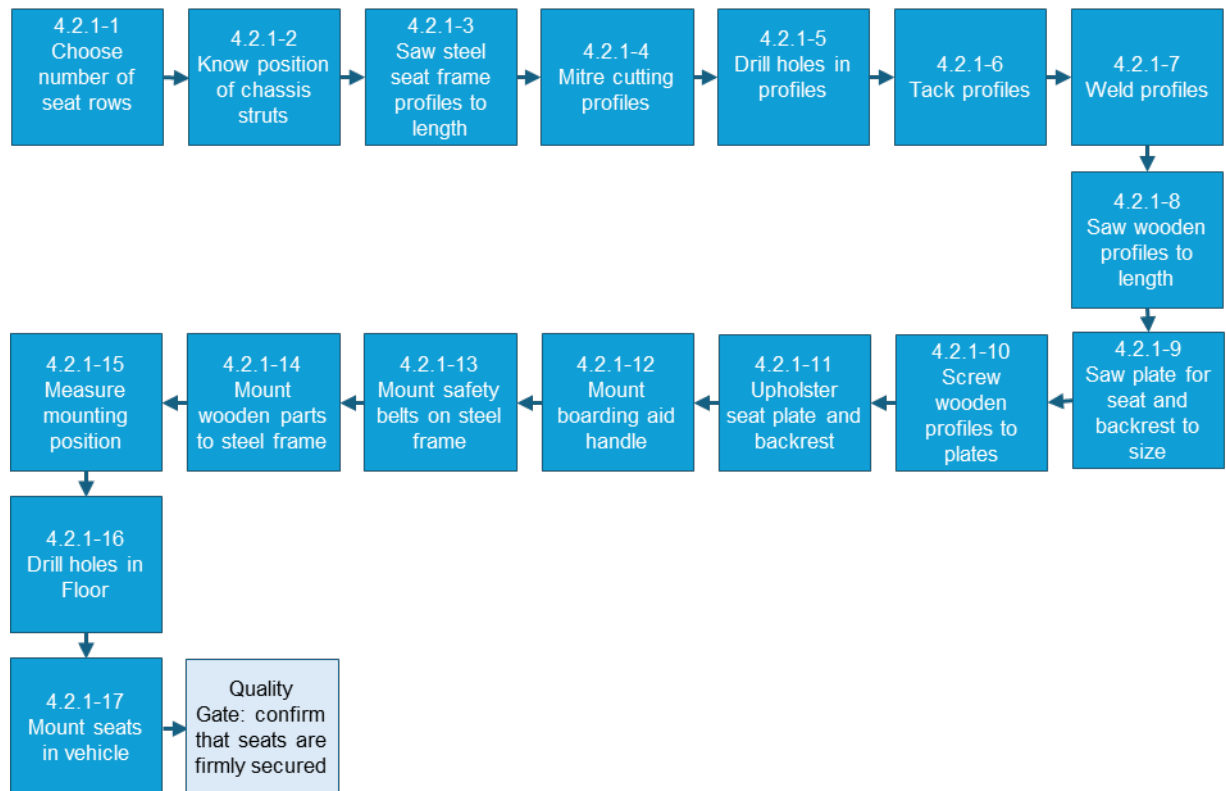 4.2.1-1
Choose
number of
seat rows
4.2.1-2
Know position
of chassis
struts
4.2.1-3
Saw steel
seat frame
profiles to
length
4.2.1-4
Mitre cutting
profiles
4.2.1-5
Drill holes in
profiles
4.2.1-6
Tack profiles
4.2.1-7
Weld profiles
4.2.1-8
Saw wooden
profiles to
length
4.2.1-9
Saw plate for
seat and
backrest to
size
4.2.1-10
Screw
wooden
profiles to
plates
4.2.1-11
Upholster
seat plate and
backrest
4.2.1-12
Mount
boarding aid
handle
4.2.1-13
Mount safety
belts on steel
frame
4.2.1-14
Mount
wooden parts
to steel frame
4.2.1-15
Measure
mounting
position
4.2.1-16
Drill holes in
Floor
4.2.1-17
Mount seats
in vehicle
Quality
Gate: confirm
that seats are
firmly secured